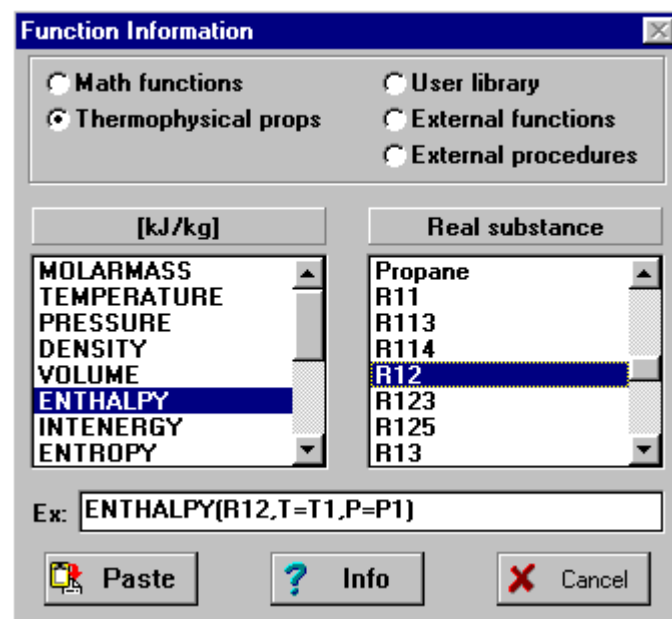 Function Information
Math functions
User library
Thermophysical props
External functions
External procedures
[kJ/kg]
MOLARMASS
TEMPERATURE
PRESSURE
DENSITY
VOLUME
ENTHALPY
INTENERGY
ENTROPY
Real substance
Propane
R11
R113
R114
R12
R123
R125
R13
Ex: ENTHALPY(R12,T=T1,P=P1)
Paste
? Info
Cancel